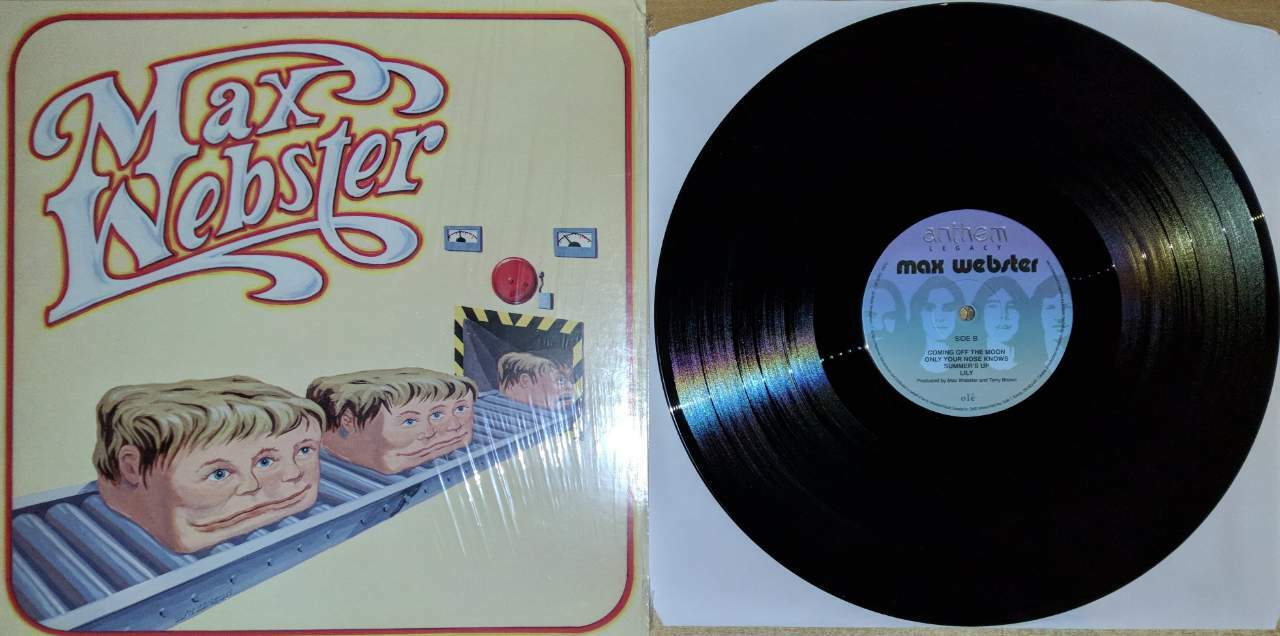 Max
Webster
anthem
LEGACY
max webster
SIDE B
COMING OFF THE MOON
ONLY YOUR NOSE KNOWS
SUMMER'S UP
LILY
Produced by Max Webster and Terry Brown
olé